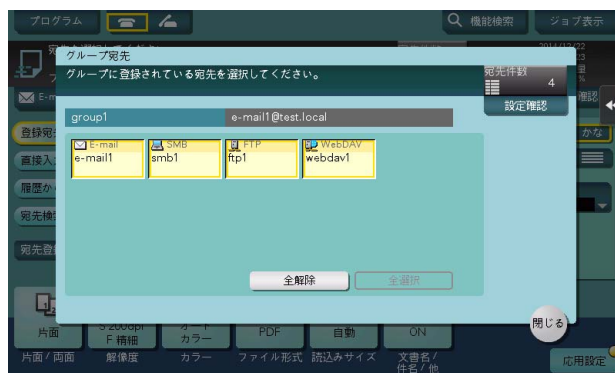 プログラム
機能検索
ジョブ表示
グループ宛先
グループに登録されている宛先を選択してください。
宛先件数
4
設定確認
group1
e-mail1@test.local
E-mail
SMB
FTP
WebDAV
e-mail1
smb1
ftp1
webdav1
登録宛
かな
直接入
履歴か
宛先検
宛先登
全解除
全選択
閉じる
片面
F 精細
カラー
PDF
自動
ON
片面/両面
解像度
カラー
ファイル形式
読込みサイズ
文書名/
件名/他
応用設定